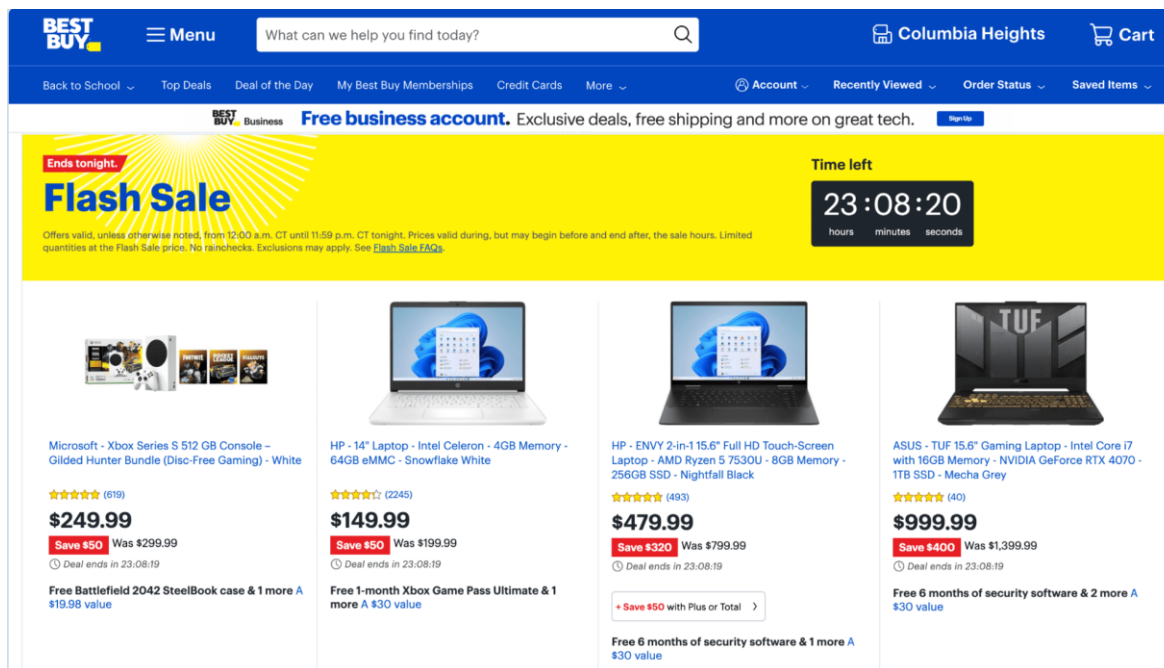 BEST BUY
Menu
What can we help you find today?
Columbia Heights
Cart
Back to School
Top Deals
Deal of the Day
My Best Buy Memberships
Credit Cards
More
Account
Recently Viewed
Order Status
Saved Items
BEST BUY Business
Free business account. Exclusive deals, free shipping and more on great tech.
Sign Up
Ends tonight.
Flash Sale
Offers valid, unless otherwise noted, from 12:00 a.m. CT until 11:59 p.m. CT tonight. Prices valid during, but may begin before and end after, the sale hours. Limited
quantities at the Flash Sale price. No rainchecks. Exclusions may apply. See Flash Sale FAQs.
Time left
23 : 08 : 20
hours minutes seconds
FORTNITE
ROCKET LEAGUE
FALL GUYS
Microsoft - Xbox Series S 512 GB Console –
Gilded Hunter Bundle (Disc-Free Gaming) - White
(619)
$249.99
Save $50 Was $299.99
Deal ends in 23:08:19
Free Battlefield 2042 SteelBook case & 1 more A
$19.98 value
HP - 14" Laptop - Intel Celeron - 4GB Memory -
64GB eMMC - Snowflake White
(2245)
$149.99
Save $50 Was $199.99
Deal ends in 23:08:19
Free 1-month Xbox Game Pass Ultimate & 1
more A $30 value
HP - ENVY 2-in-1 15.6" Full HD Touch-Screen
Laptop - AMD Ryzen 5 7530U - 8GB Memory -
256GB SSD - Nightfall Black
(493)
$479.99
Save $320 Was $799.99
Deal ends in 23:08:19
+ Save $50 with Plus or Total
Free 6 months of security software & 1 more A
$30 value
TUF
ASUS - TUF 15.6" Gaming Laptop - Intel Core i7
with 16GB Memory - NVIDIA GeForce RTX 4070 -
1TB SSD - Mecha Grey
(40)
$999.99
Save $400 Was $1,399.99
Deal ends in 23:08:19
Free 6 months of security software & 2 more A
$30 value